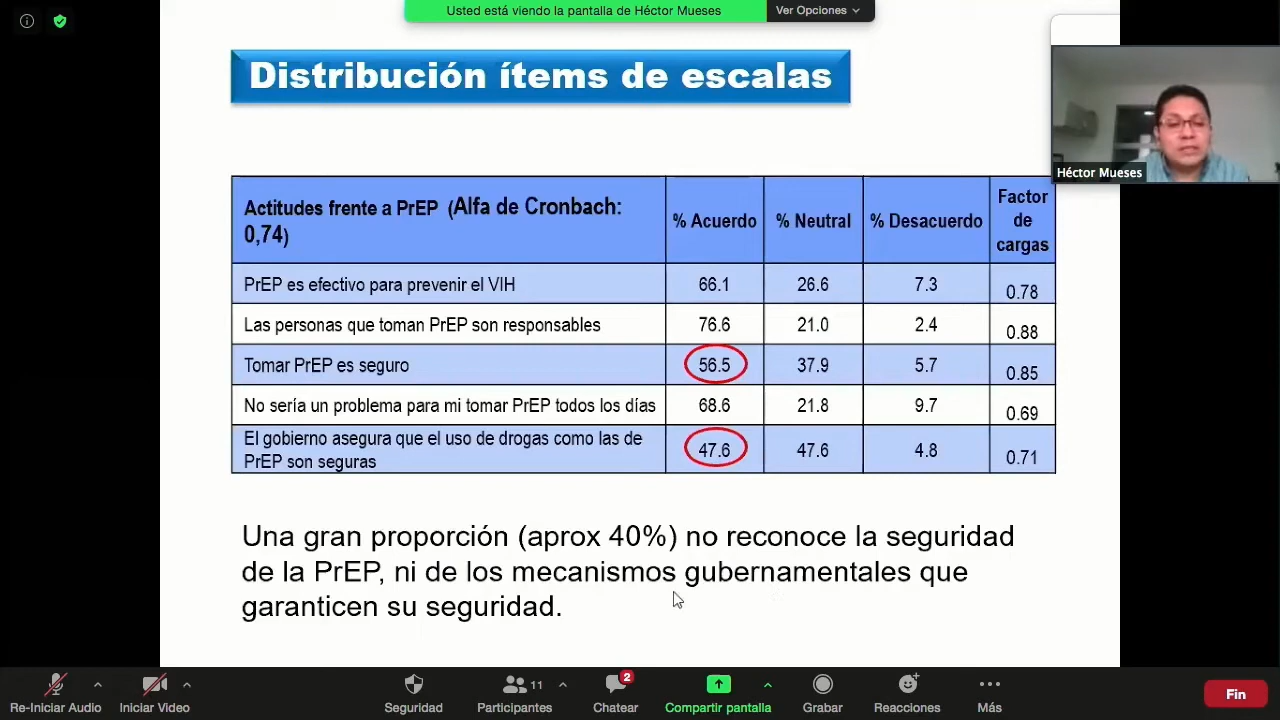 Usted está viendo la pantalla de Héctor Mueses
Ver Opciones
Distribución ítems de escalas
Héctor Mueses
Actitudes frente a PrEP (Alfa de Cronbach: 0,74)
% Acuerdo
% Neutral
% Desacuerdo
Factor de cargas
PrEP es efectivo para prevenir el VIH 66.1 26.6 7.3 0.78
Las personas que toman PrEP son responsables 76.6 21.0 2.4 0.88
Tomar PrEP es seguro 56.5 37.9 5.7 0.85
No sería un problema para mi tomar PrEP todos los días 68.6 21.8 9.7 0.69
El gobierno asegura que el uso de drogas como las de
PrEP son seguras 47.6 47.6 4.8 0.71
Una gran proporción (aprox 40%) no reconoce la seguridad
de la PrEP, ni de los mecanismos gubernamentales que
garanticen su seguridad.
Re-Iniciar Audio
Iniciar Video
Seguridad
11
Participantes
2
Chatear
Compartir pantalla
Grabar
Reacciones
Más
Fin